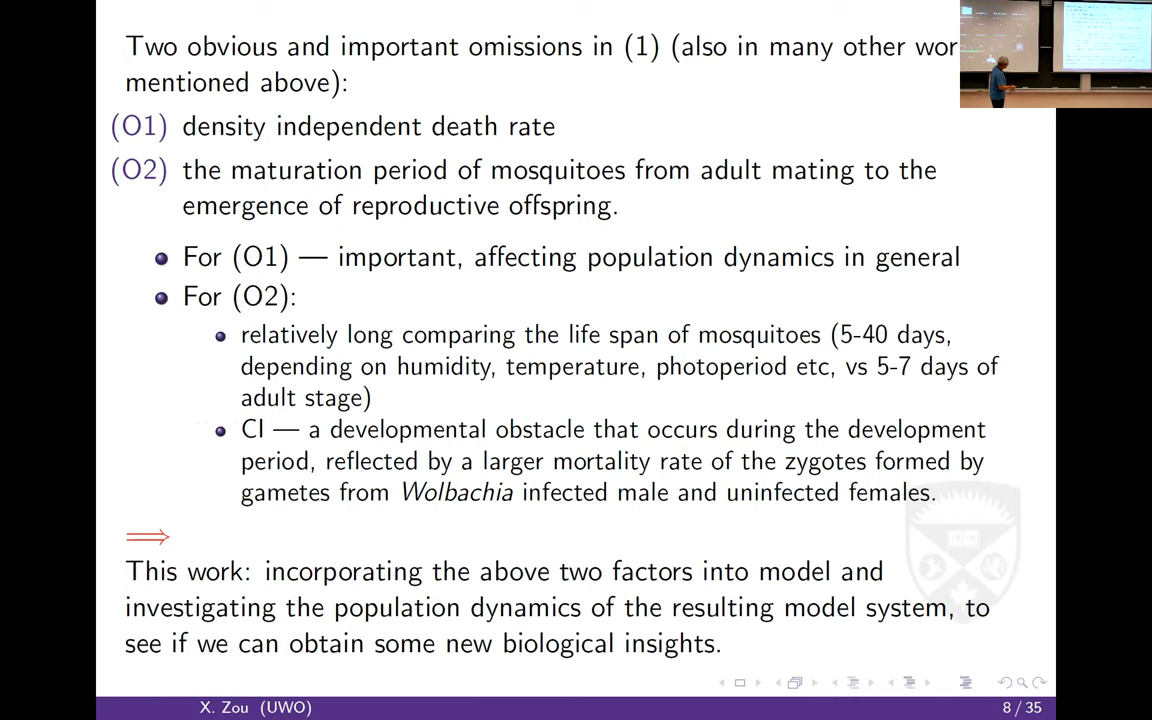 Two obvious and important omissions in (1) (also in many other wor
mentioned above):
(O1) density independent death rate
(O2) the maturation period of mosquitoes from adult mating to the
emergence of reproductive offspring.
For (O1) — important, affecting population dynamics in general
For (O2):
relatively long comparing the life span of mosquitoes (5-40 days,
depending on humidity, temperature, photoperiod etc, vs 5-7 days of
adult stage)
CI — a developmental obstacle that occurs during the development
period, reflected by a larger mortality rate of the zygotes formed by
gametes from Wolbachia infected male and uninfected females.
⟹
This work: incorporating the above two factors into model and
investigating the population dynamics of the resulting model system, to
see if we can obtain some new biological insights.
X. Zou (UWO)
8 / 35